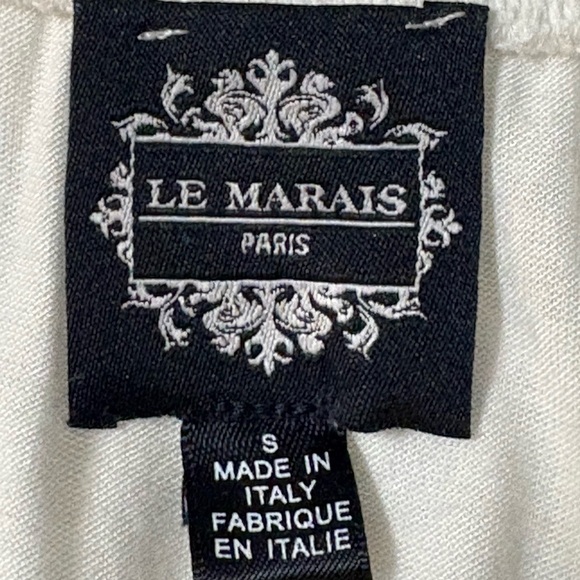 LE MARAIS
PARIS
S
MADE IN
ITALY
FABRIQUE
EN ITALIE